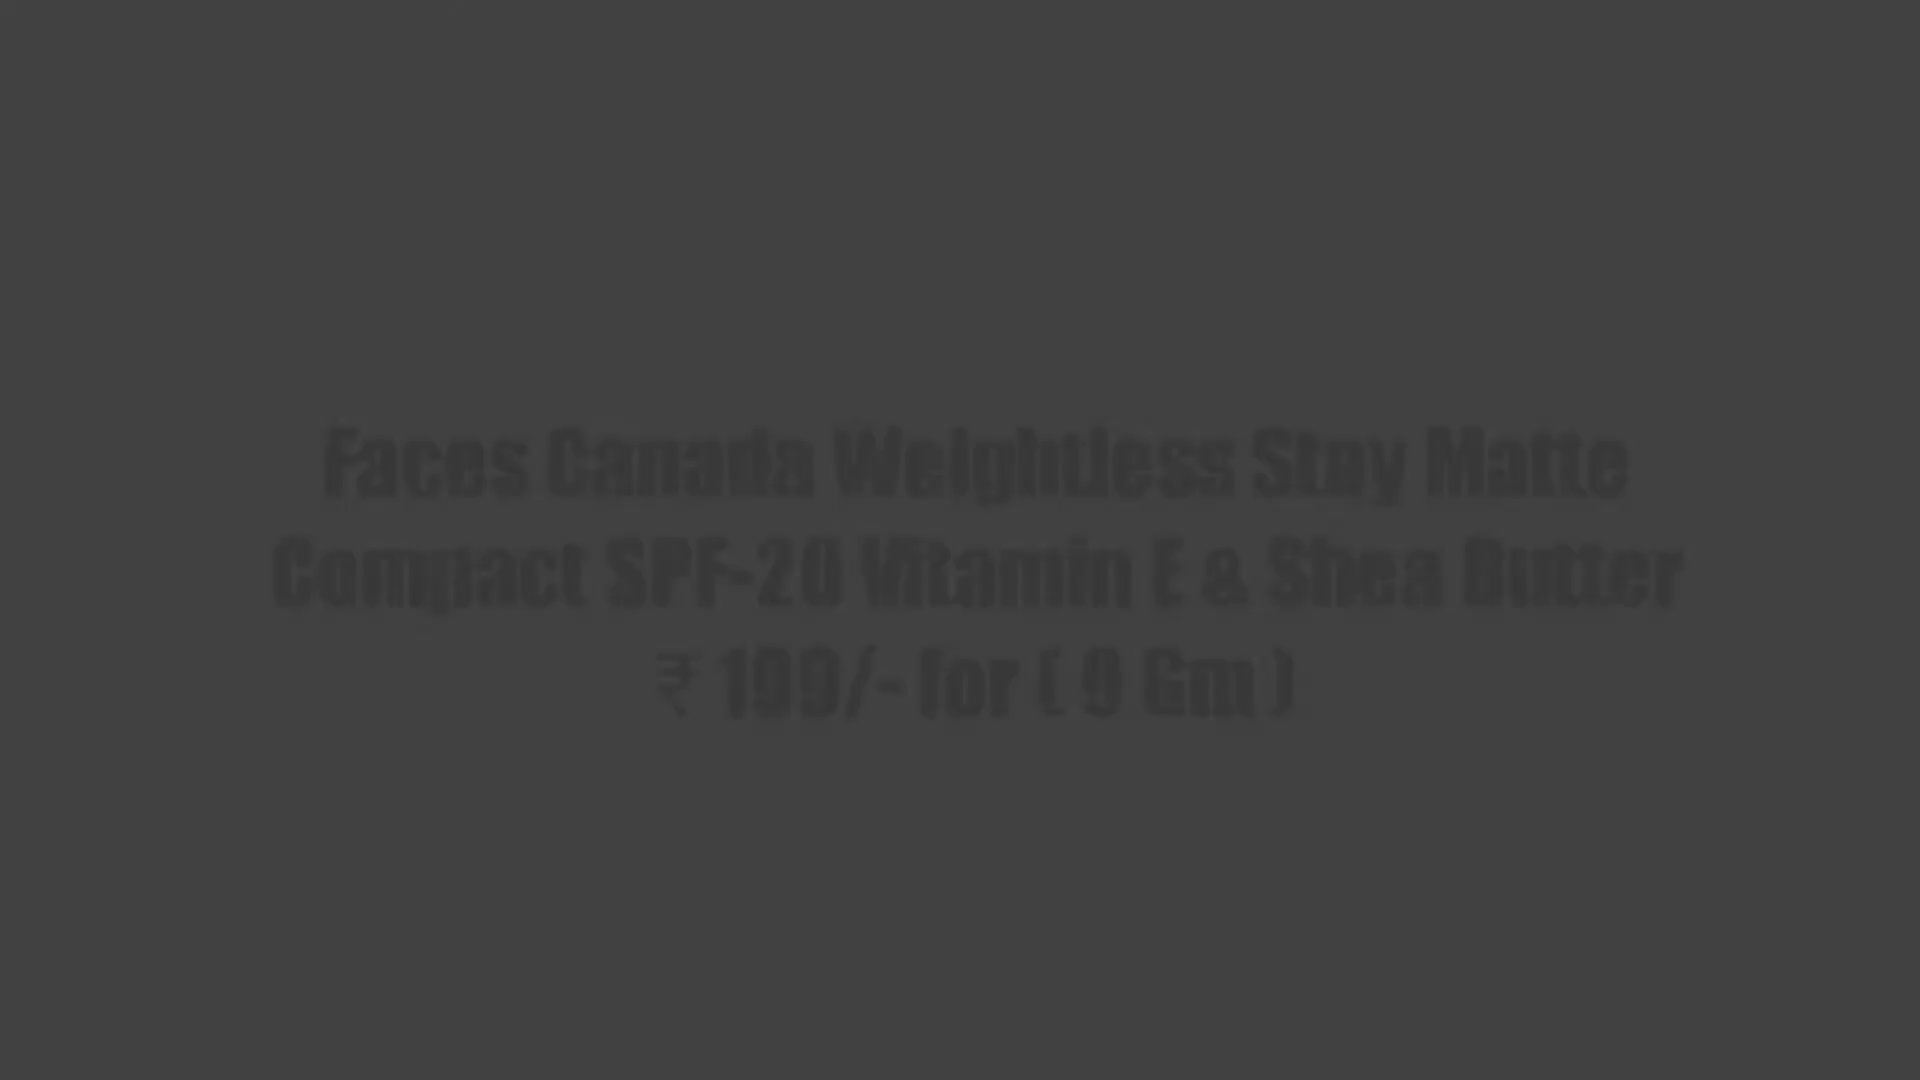 Faces Canada Weightless Stay Matte
Compact SPF-20 Vitamin E & Shea Butter
₹ 199/- for ( 9 Gm )